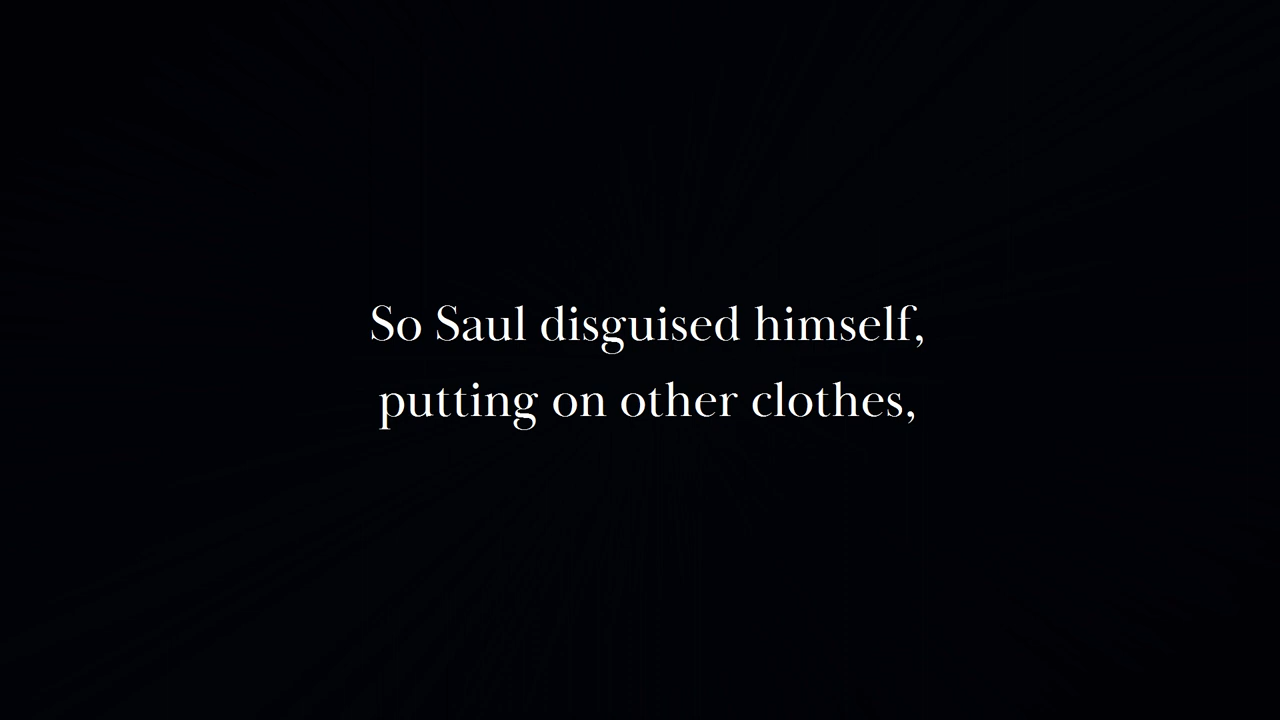 So Saul disguised himself,
putting on other clothes,